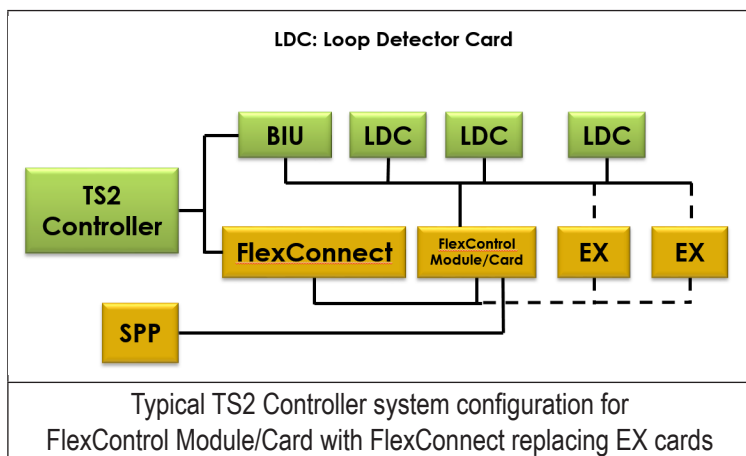 LDC: Loop Detector Card
BIU
LDC
LDC
LDC
TS2
Controller
FlexConnect
FlexControl
Module/Card
EX
EX
SPP
Typical TS2 Controller system configuration for
FlexControl Module/Card with FlexConnect replacing EX cards